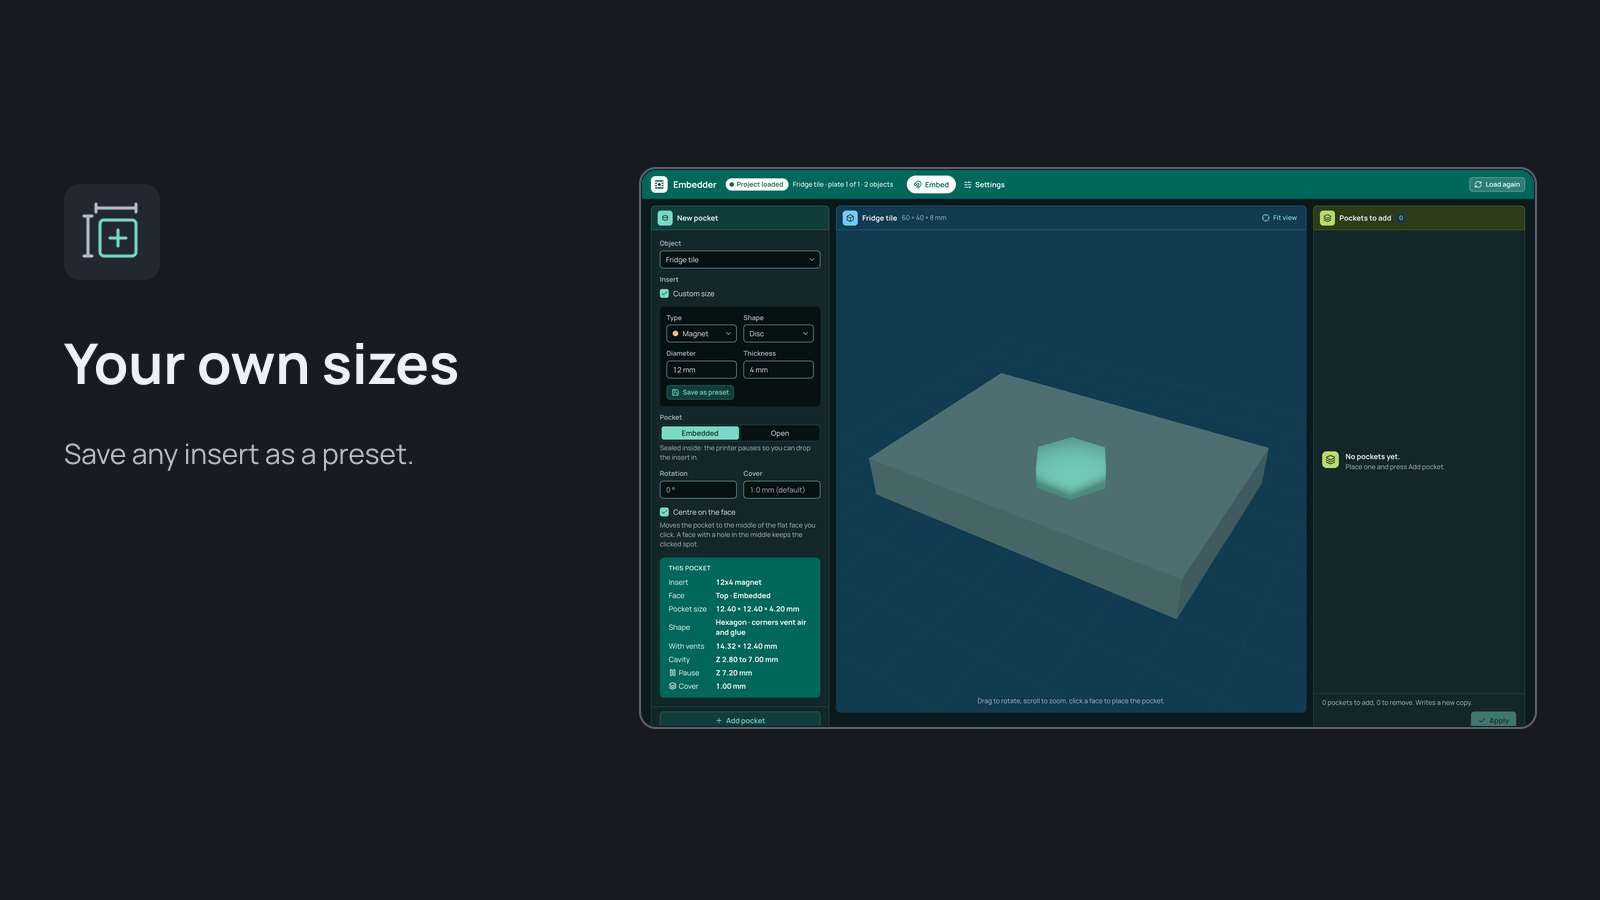 Your own sizes
Save any insert as a preset.
Embedder
Project loaded
Fridge tile · plate 1 of 1 · 2 objects
Embed
Settings
Load again
New pocket
Object
Fridge tile
Insert
Custom size
Type
Shape
Magnet
Disc
Diameter
Thickness
12 mm
4 mm
Save as preset
Pocket
Embedded
Open
Sealed inside: the printer pauses so you can drop
the insert in.
Rotation
Cover
0 °
1.0 mm (default)
Centre on the face
Moves the pocket to the middle of the flat face you
click. A face with a hole in the middle keeps the
clicked spot.
THIS POCKET
Insert 12x4 magnet
Face Top · Embedded
Pocket size 12.40 × 12.40 × 4.20 mm
Shape Hexagon · corners vent air
and glue
With vents 14.32 × 12.40 mm
Cavity Z 2.80 to 7.00 mm
Pause Z 7.20 mm
Cover 1.00 mm
Add pocket
Fridge tile 60 × 40 × 8 mm
Fit view
Drag to rotate, scroll to zoom, click a face to place the pocket.
Pockets to add 0
No pockets yet.
Place one and press Add pocket.
0 pockets to add, 0 to remove. Writes a new copy.
Apply